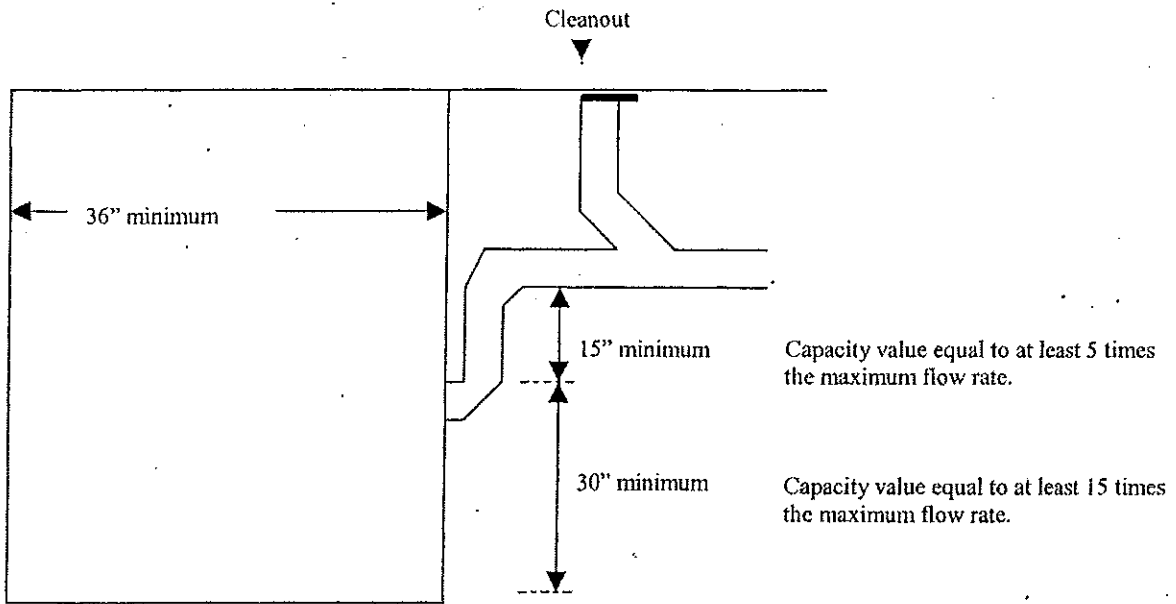 Cleanout
36” minimum
15” minimum
Capacity value equal to at least 5 times
the maximum flow rate.
30” minimum
Capacity value equal to at least 15 times
the maximum flow rate.